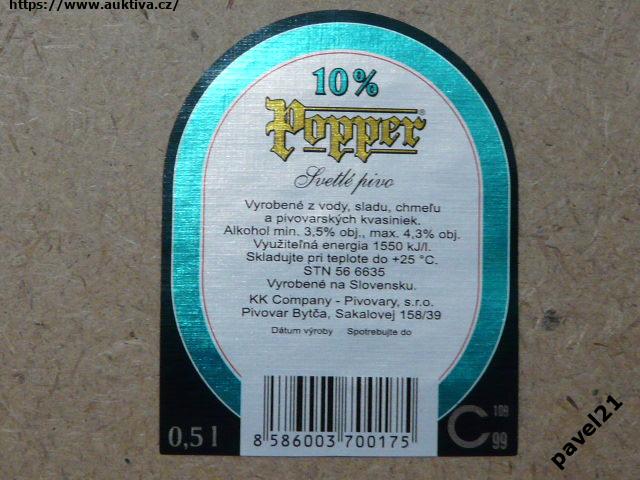 https://www.auktiva.cz/
10%
Popper®
Svetlé pivo
Vyrobené z vody, sladu, chmeľu
a pivovarských kvasiniek.
Alkohol min. 3,5% obj., max. 4,3% obj.
Využiteľná energia 1550 kJ/l.
Skladujte pri teplote do +25 °C.
STN 56 6635
Vyrobené na Slovensku.
KK Company - Pivovary, s.r.o.
Pivovar Bytča, Sakalovej 158/39
Dátum výroby Spotrebujte do
0,5 l
8 586003 700175
C 109
99
pavel21